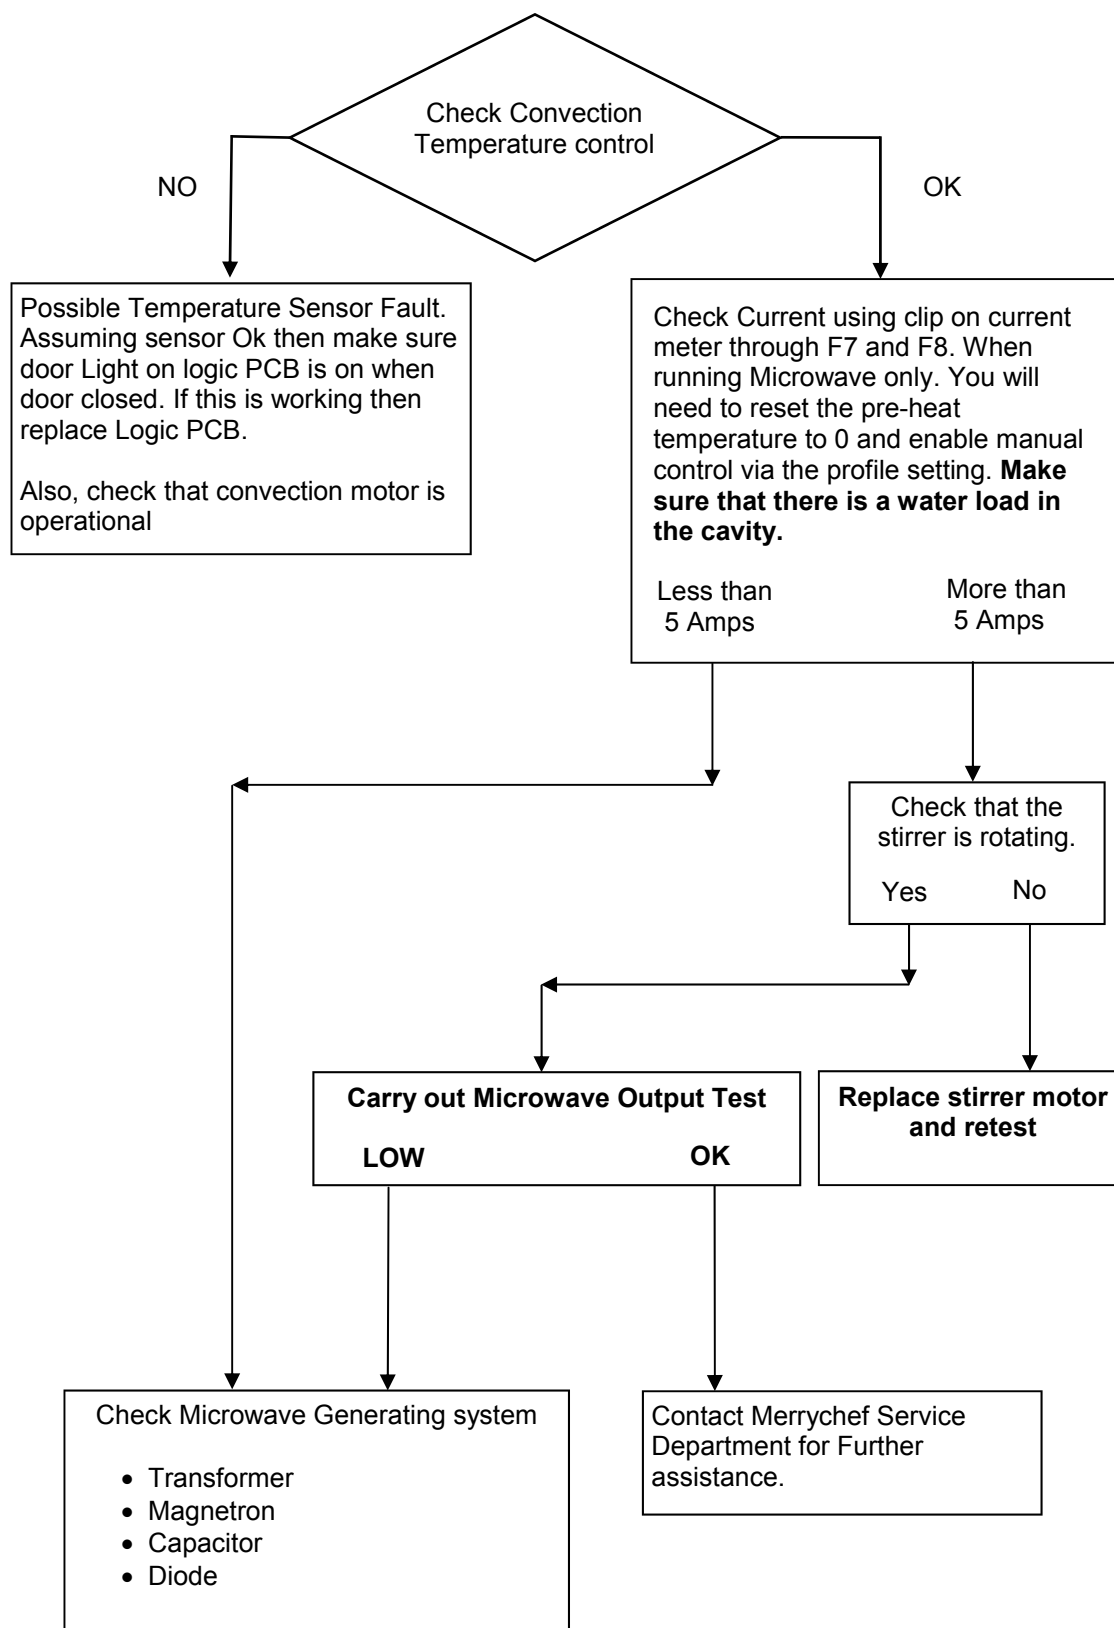 Check Convection
Temperature control
NO
OK
Possible Temperature Sensor Fault.
Assuming sensor Ok then make sure
door Light on logic PCB is on when
door closed. If this is working then
replace Logic PCB.
Also, check that convection motor is
operational
Check Current using clip on current
meter through F7 and F8. When
running Microwave only. You will
need to reset the pre-heat
temperature to 0 and enable manual
control via the profile setting. Make
sure that there is a water load in
the cavity.
Less than
5 Amps
More than
5 Amps
Check that the
stirrer is rotating.
Yes No
Carry out Microwave Output Test
LOW OK
Replace stirrer motor
and retest
Check Microwave Generating system
• Transformer
• Magnetron
• Capacitor
• Diode
Contact Merrychef Service
Department for Further
assistance.